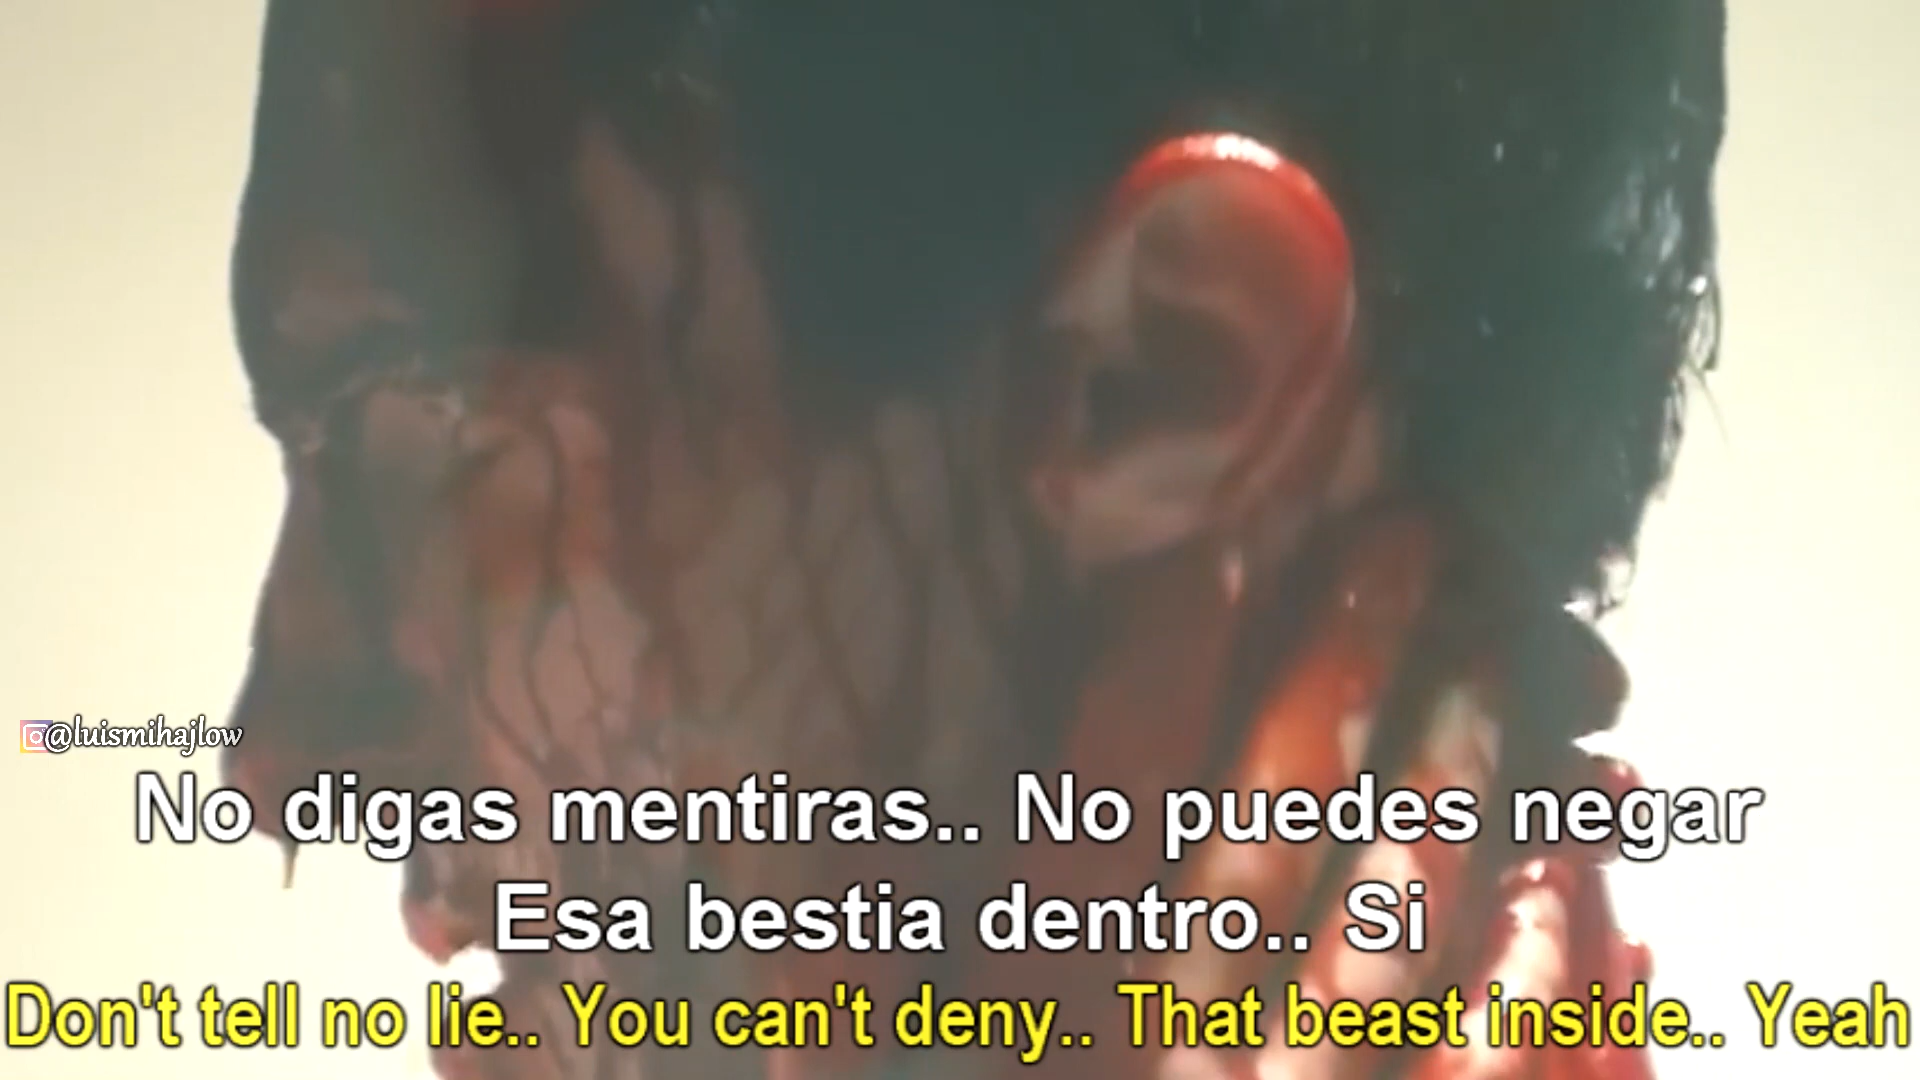 @luismihajlow
No digas mentiras.. No puedes negar
Esa bestia dentro.. Si
Don't tell no lie.. You can't deny.. That beast inside.. Yeah